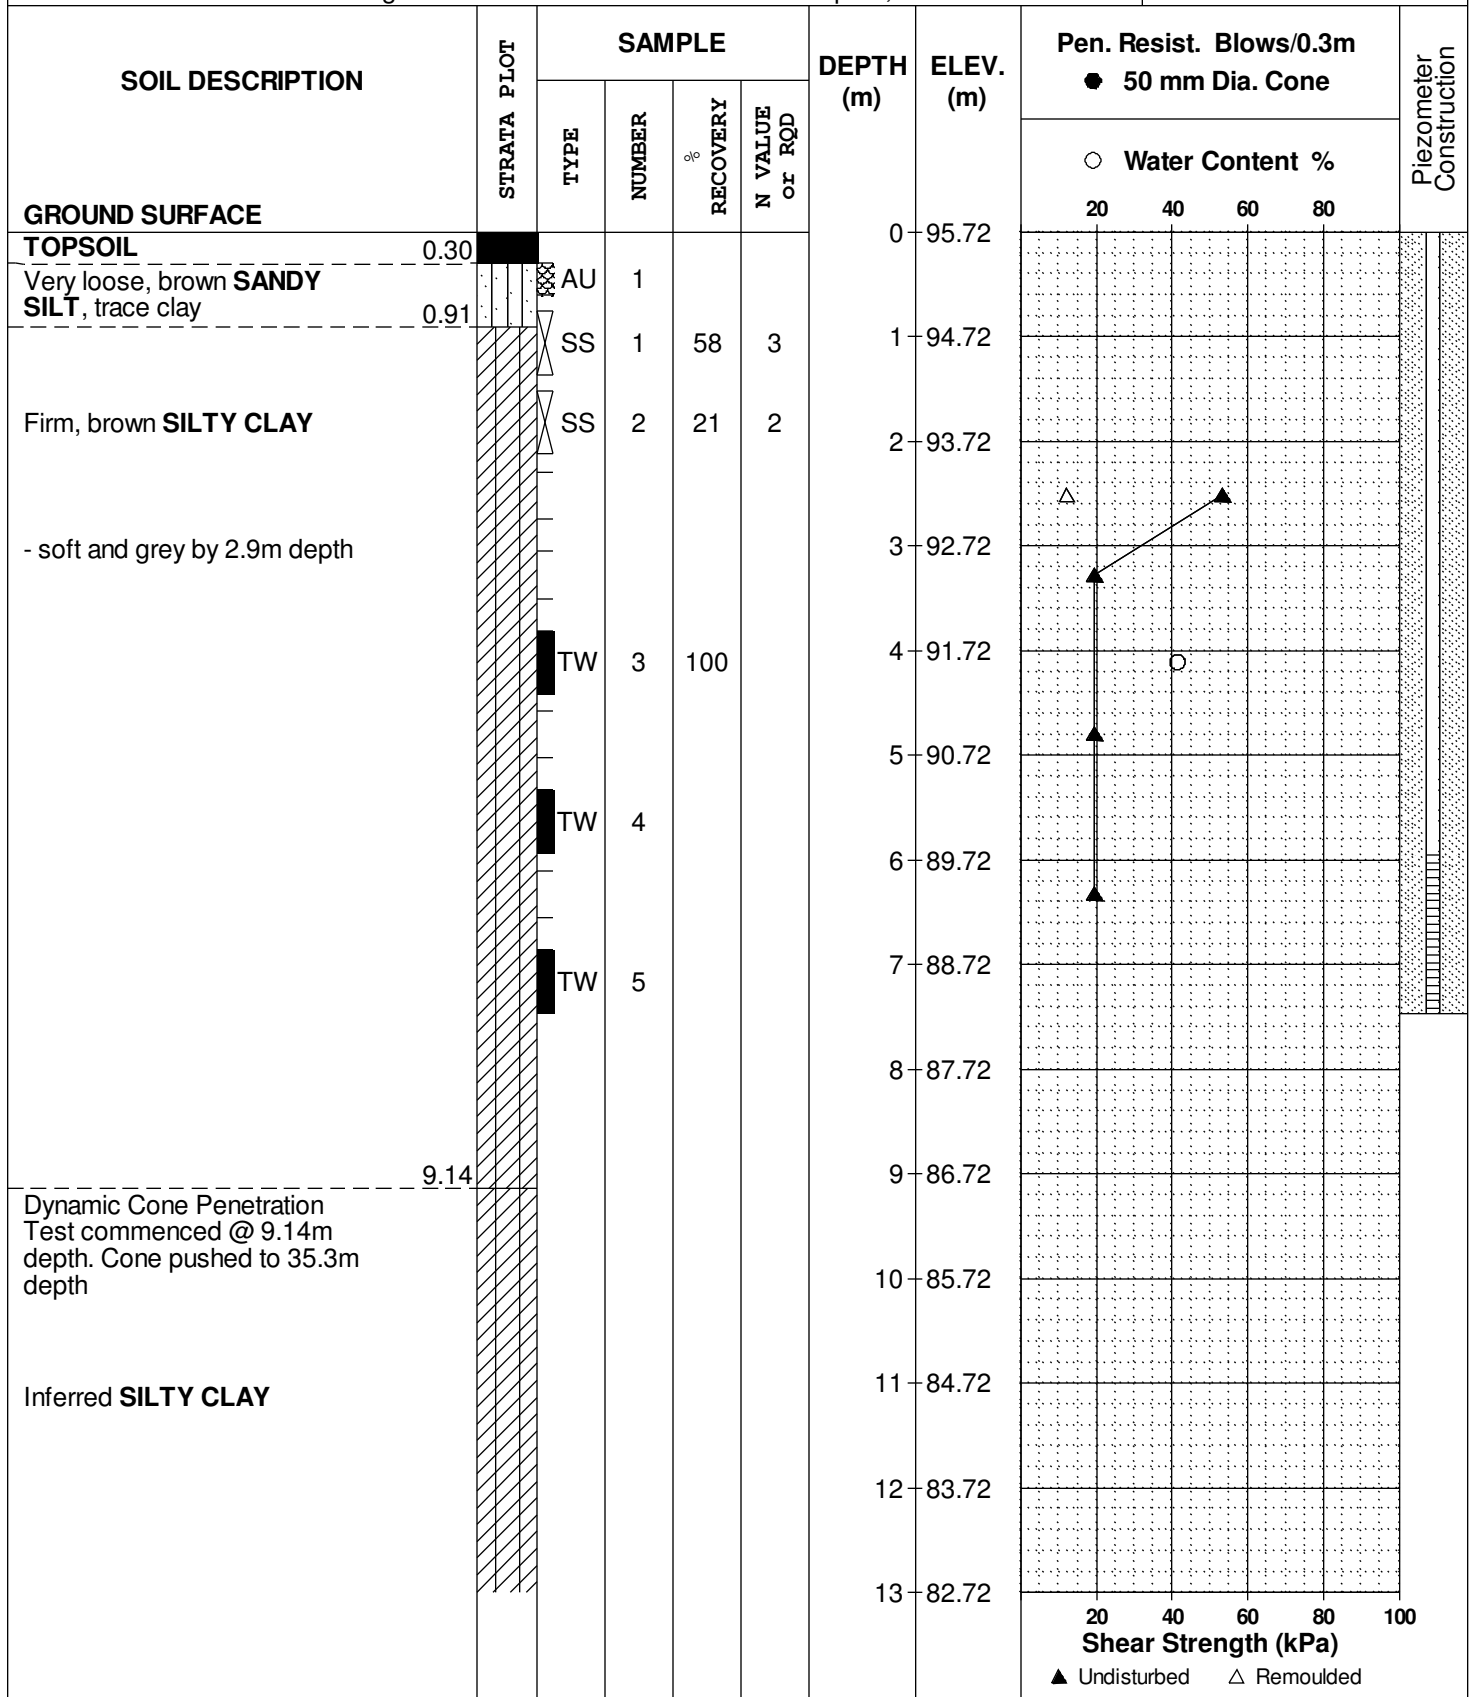 SOIL DESCRIPTION
STRATA PLOT
SAMPLE
TYPE
NUMBER
%
RECOVERY
N VALUE
or RQD
DEPTH
(m)
ELEV.
(m)
Pen. Resist. Blows/0.3m
● 50 mm Dia. Cone
○ Water Content %
Piezometer
Construction
20 40 60 80
GROUND SURFACE
0 95.72
TOPSOIL 0.30
Very loose, brown SANDY
SILT, trace clay 0.91
AU 1
SS 1 58 3
1 94.72
Firm, brown SILTY CLAY
SS 2 21 2
2 93.72
- soft and grey by 2.9m depth
3 92.72
TW 3 100
4 91.72
5 90.72
TW 4
6 89.72
7 88.72
TW 5
8 87.72
9.14
9 86.72
Dynamic Cone Penetration
Test commenced @ 9.14m
depth. Cone pushed to 35.3m
depth
10 85.72
Inferred SILTY CLAY
11 84.72
12 83.72
13 82.72
20 40 60 80 100
Shear Strength (kPa)
▲ Undisturbed △ Remoulded